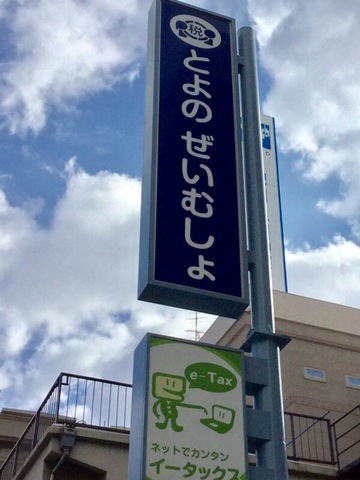 税
とよの ぜいむしょ
e-Tax
ネットでカンタン
イータックス